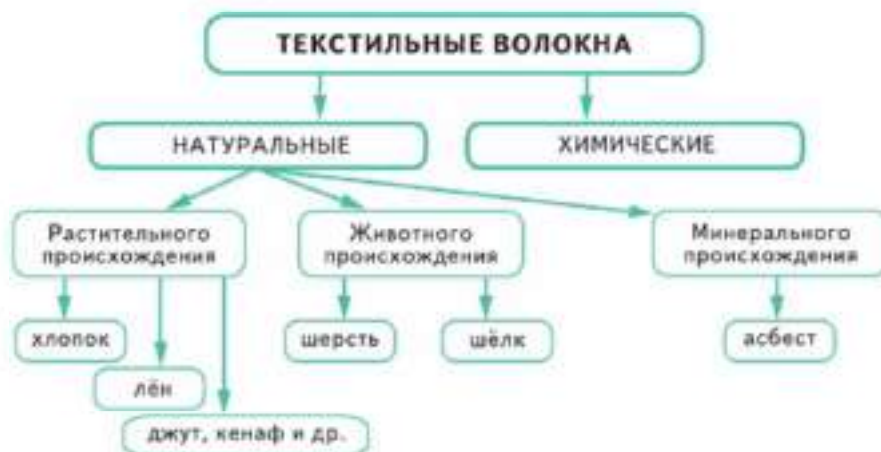 ТЕКСТИЛЬНЫЕ ВОЛОКНА
НАТУРАЛЬНЫЕ
ХИМИЧЕСКИЕ
Растительного
происхождения
Животного
происхождения
Минерального
происхождения
хлопок
лён
джут, кенаф и др.
шерсть
шёлк
асбест